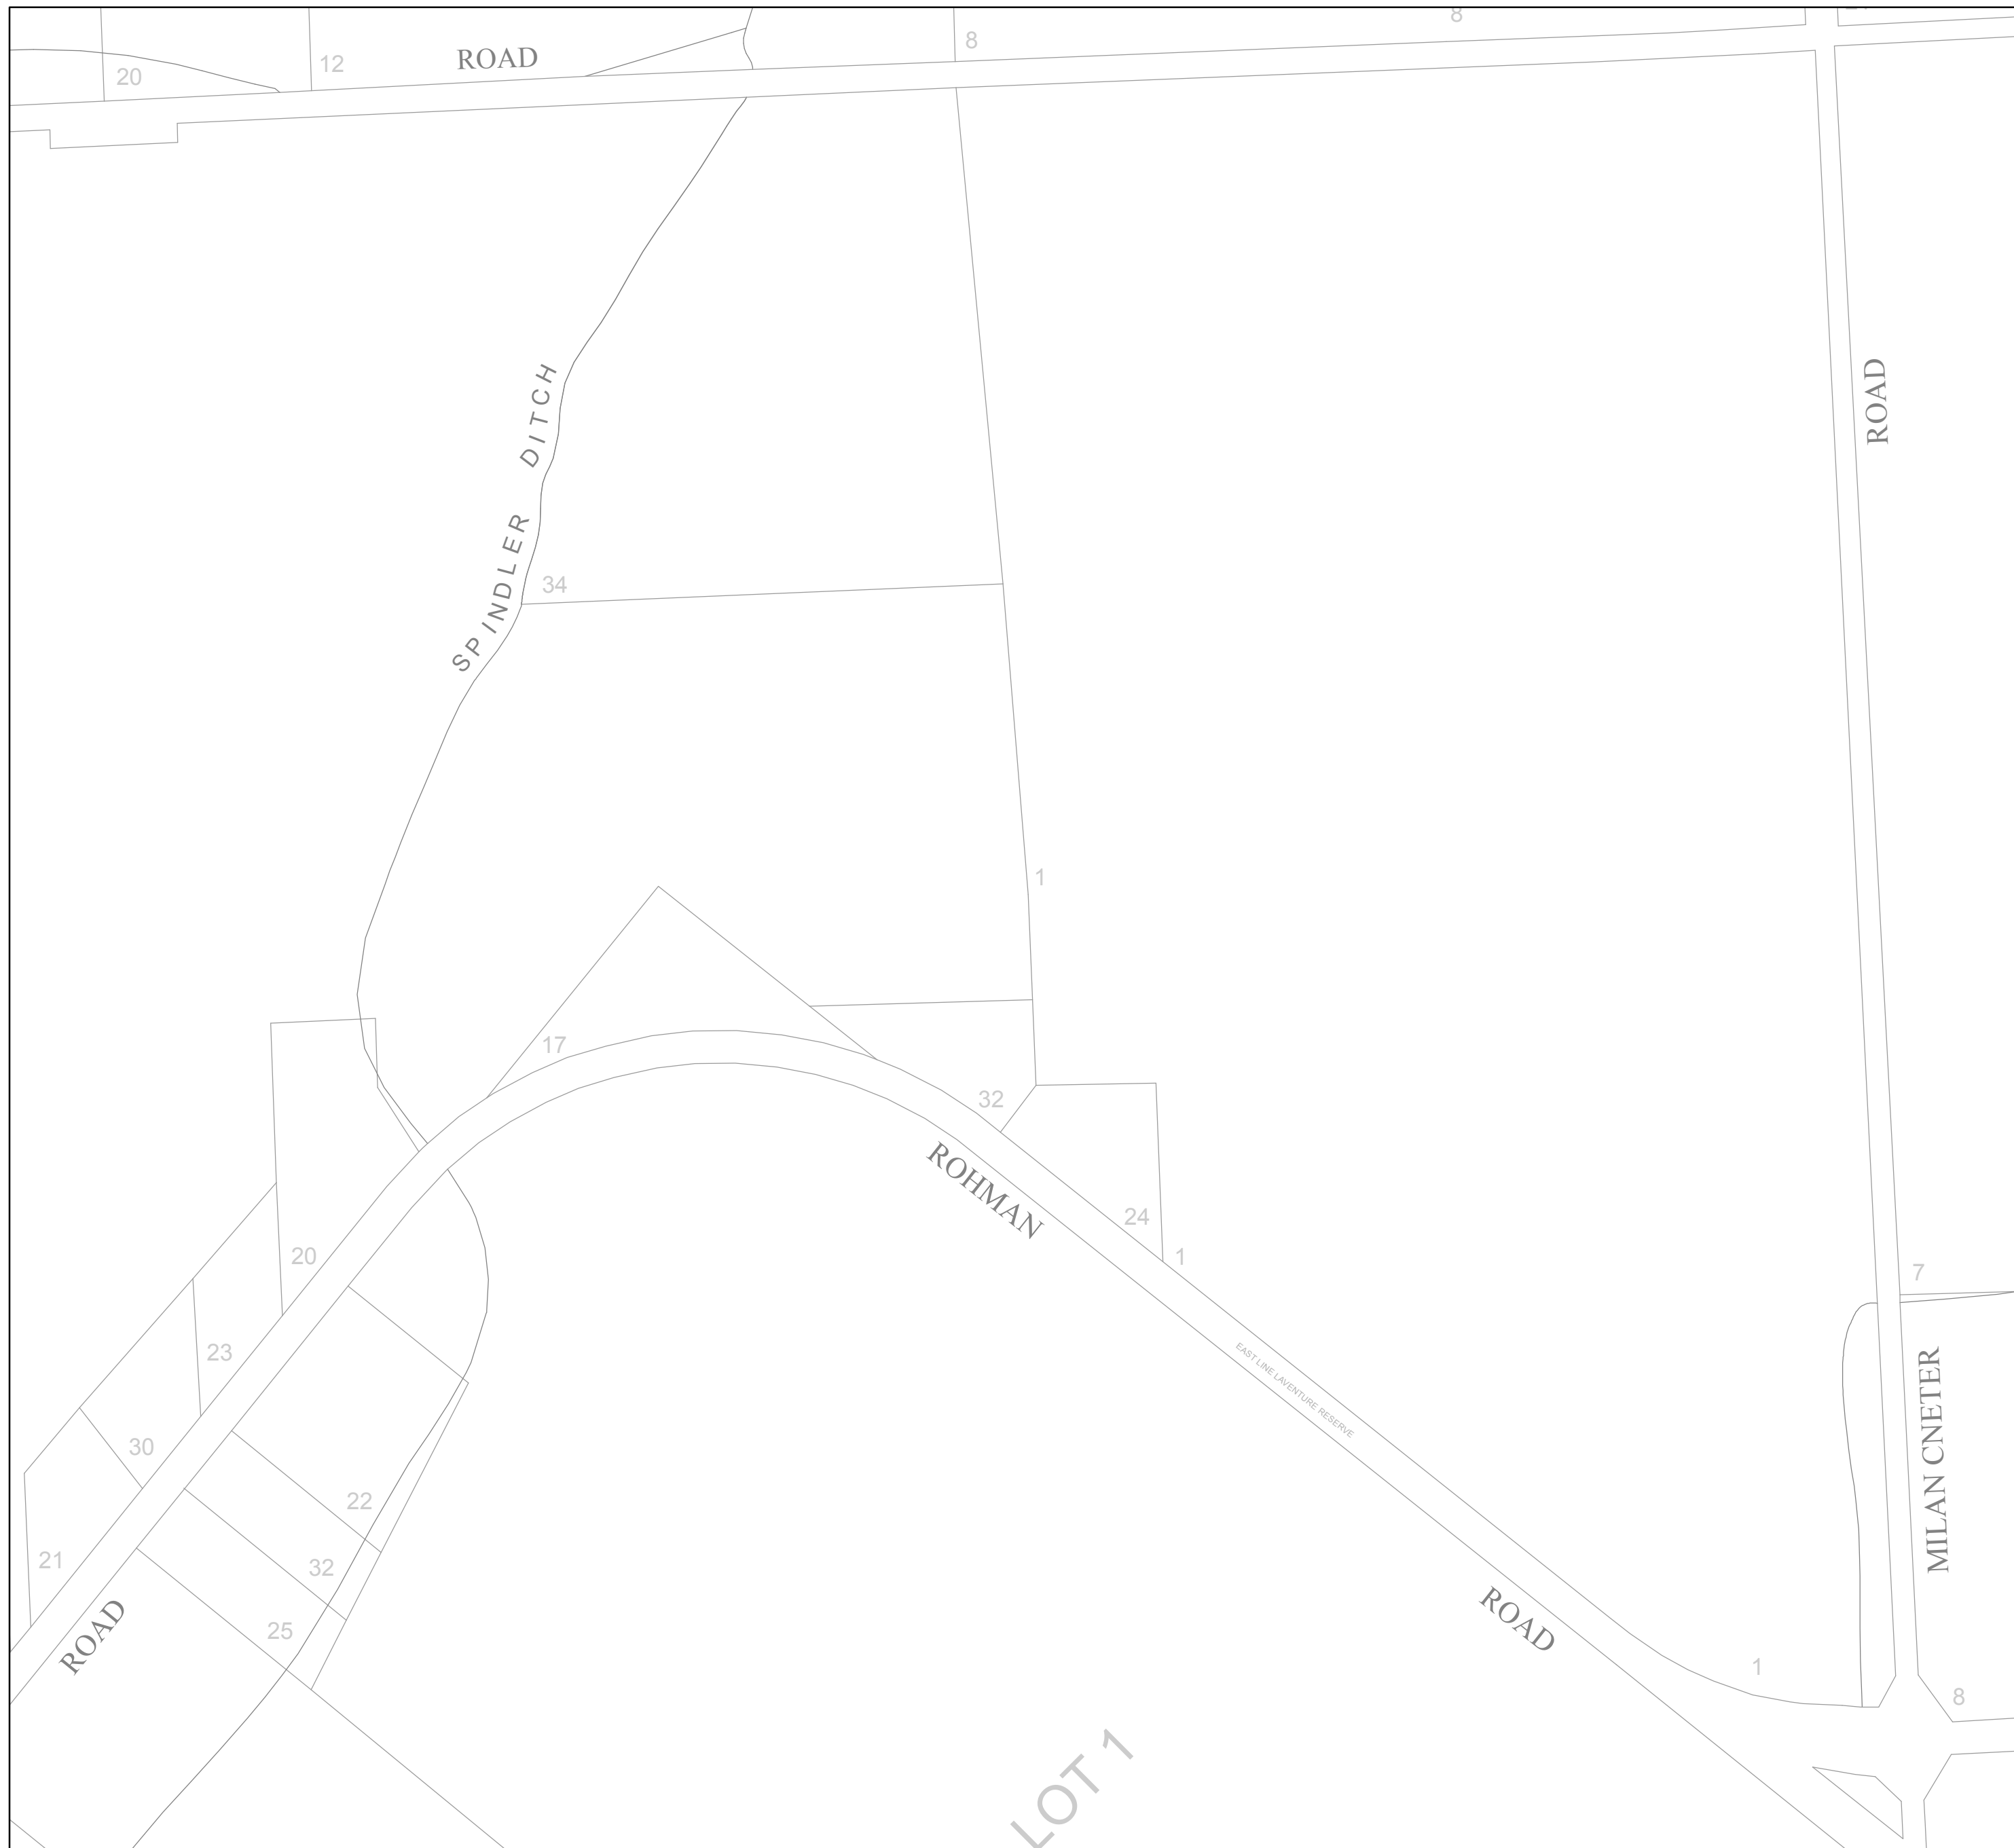 8
8
ROAD
12
20
ROAD
SPINDLER DITCH
34
1
17
32
ROHMAN
24
1
20
7
23
EAST LINE LAVENTURE RESERVE
MILAN CNETER
30
22
21
32
25
ROAD
ROAD
1
8
LOT 1